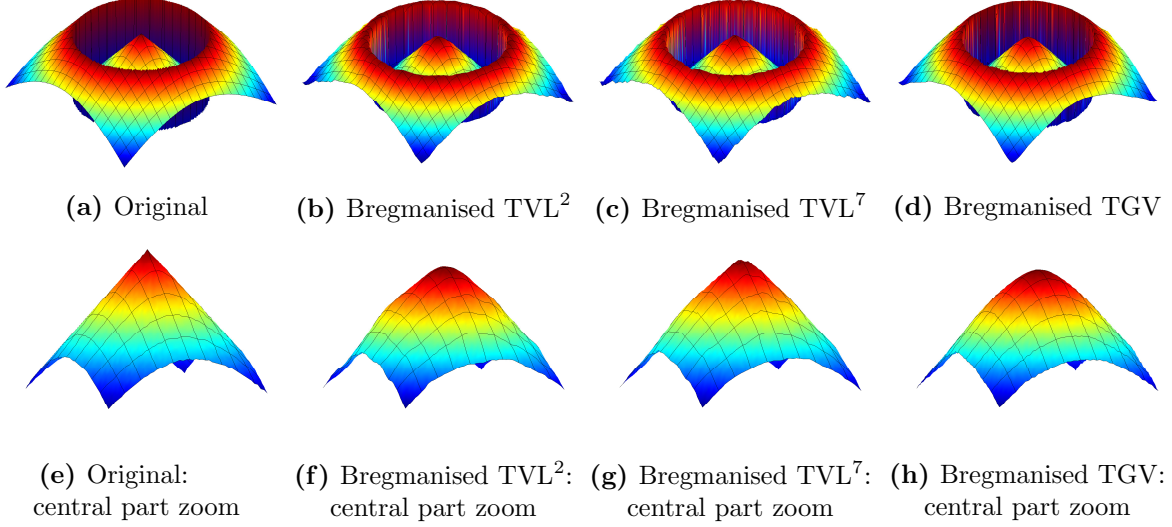 (a) Original
(b) Bregmanised TVL²
(c) Bregmanised TVL⁷
(d) Bregmanised TGV
(e) Original:
central part zoom
(f) Bregmanised TVL²:
central part zoom
(g) Bregmanised TVL⁷:
central part zoom
(h) Bregmanised TGV:
central part zoom